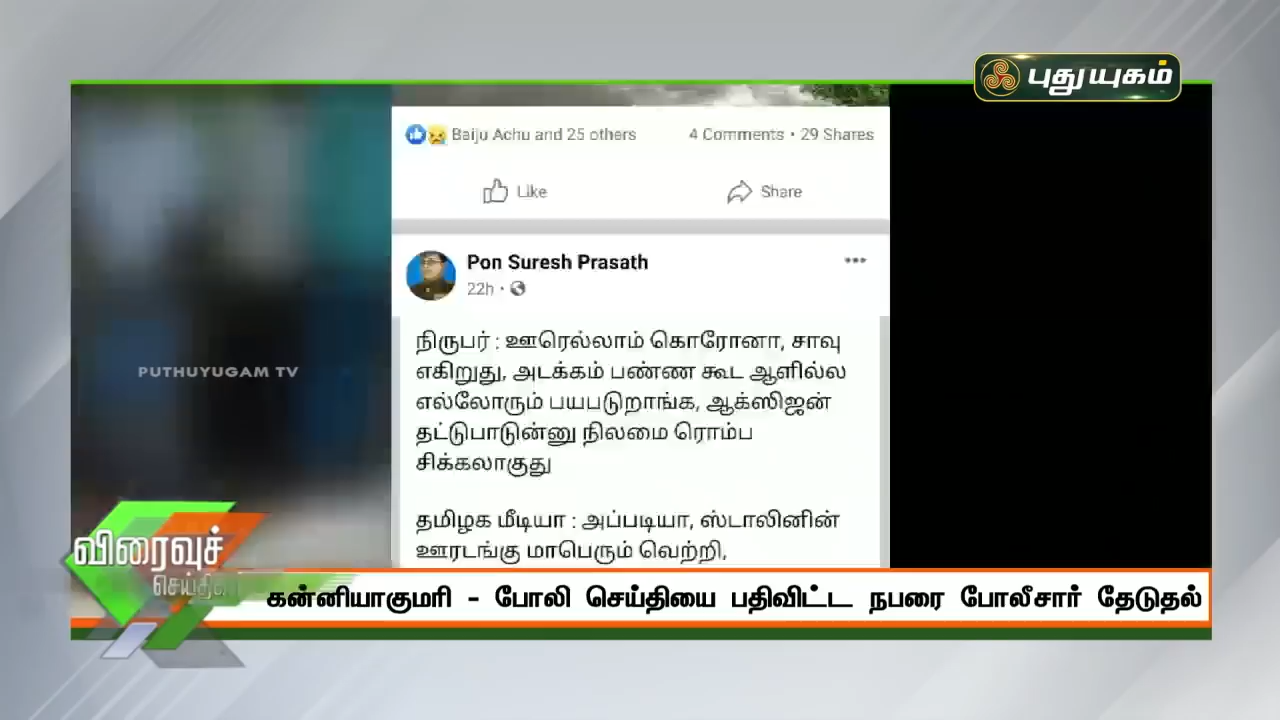 புதுயுகம்
Baiju Achu and 25 others 4 Comments • 29 Shares
Like Share
Pon Suresh Prasath
22h •
நிருபர் : ஊரெல்லாம் கொரோனா, சாவு
எகிறுது, அடக்கம் பண்ண கூட ஆளில்ல
எல்லோரும் பயபடுறாங்க, ஆக்ஸிஜன்
தட்டுபாடுன்னு நிலமை ரொம்ப
சிக்கலாகுது
தமிழக மீடியா : அப்படியா, ஸ்டாலினின்
ஊரடங்கு மாபெரும் வெற்றி,
PUTHUYUGAM TV
விரைவுச்
கன்னியாகுமரி - போலி செய்தியை பதிவிட்ட நபரை போலீசார் தேடுதல்